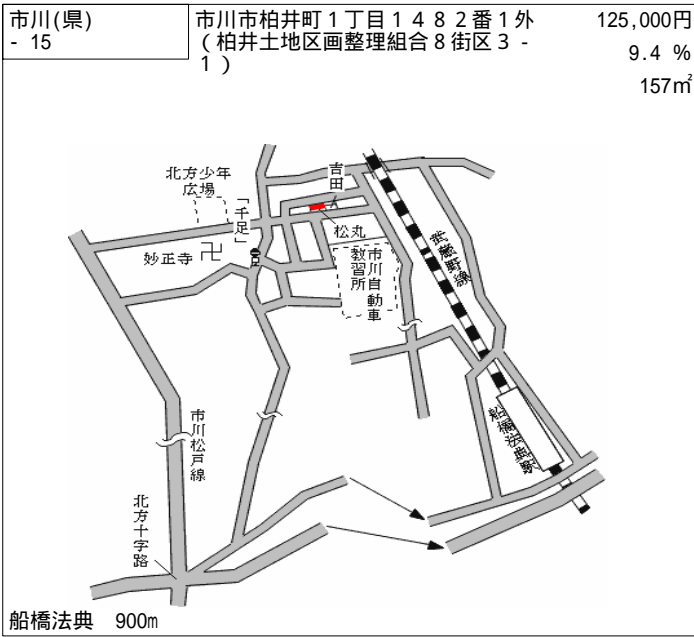 市川(県)
- 15
市川市柏井町1丁目1482番1外
(柏井土地区画整理組合8街区3-
1)
125,000円
9.4 %
157㎡
北方少年
広場
「千足」
吉田
松丸
妙正寺
市川自動車
教習所
武蔵野線
船橋法典駅
市川松戸線
北方十字路
船橋法典 900m